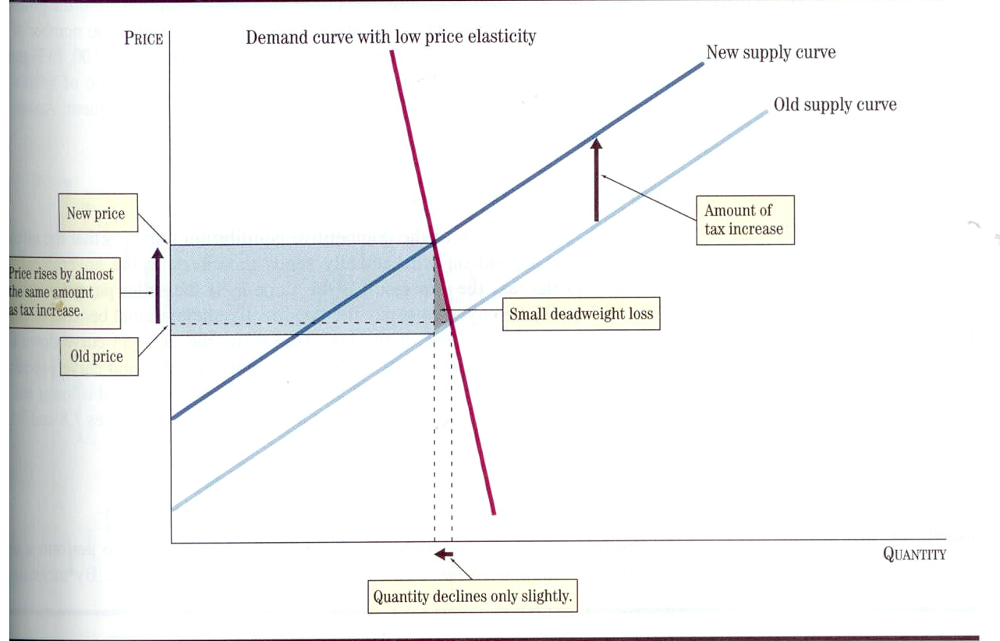 PRICE
Demand curve with low price elasticity
New supply curve
Old supply curve
New price
Amount of
tax increase
Price rises by almost
the same amount
as tax increase.
Small deadweight loss
Old price
QUANTITY
Quantity declines only slightly.